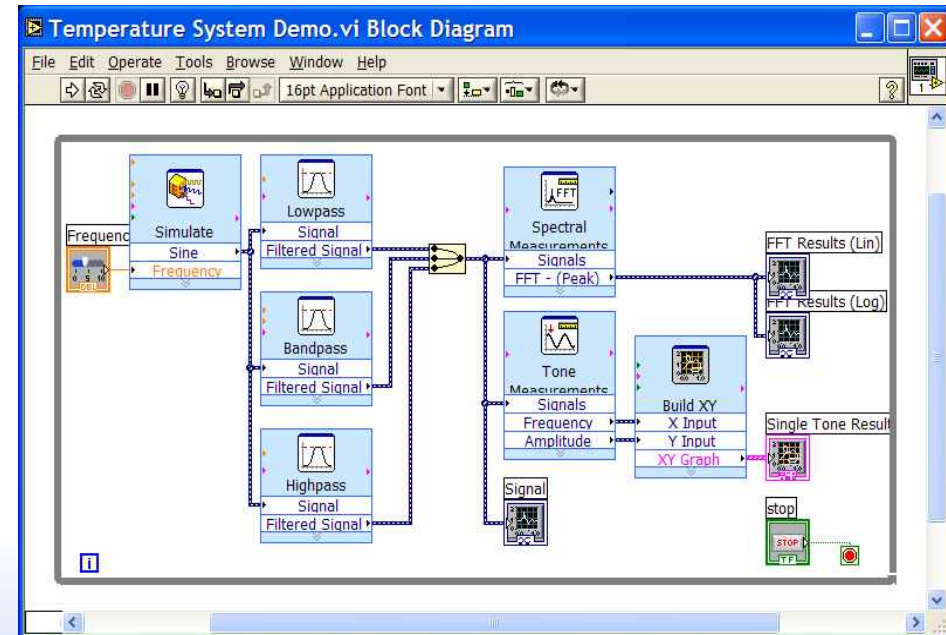 Temperature System Demo.vi Block Diagram
File Edit Operate Tools Browse Window Help
16pt Application Font
1
Frequenc
DBL
Simulate
Sine
Frequency
Lowpass
Signal
Filtered Signal
Bandpass
Signal
Filtered Signal
Highpass
Signal
Filtered Signal
FFT
Spectral
Measurements
Signals
FFT - (Peak)
Tone
Measurements
Signals
Frequency
Amplitude
Signal
Build XY
X Input
Y Input
XY Graph
FFT Results (Lin)
FFT Results (Log)
Single Tone Result
stop
STOP
TF
i